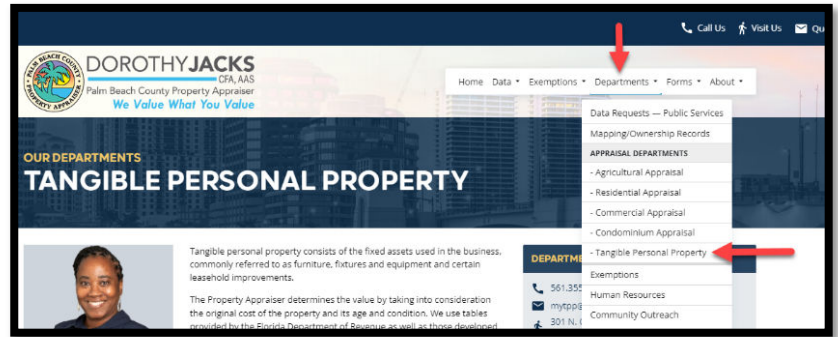 Call Us Visit Us
PALM BEACH COUNTY
PROPERTY APPRAISER
DOROTHY JACKS
CFA, AAS
Palm Beach County Property Appraiser
We Value What You Value
Home Data Exemptions Departments Forms About
Data Requests — Public Services
Mapping/Ownership Records
APPRAISAL DEPARTMENTS
- Agricultural Appraisal
- Residential Appraisal
- Commercial Appraisal
- Condominium Appraisal
- Tangible Personal Property
Exemptions
Human Resources
Community Outreach
OUR DEPARTMENTS
TANGIBLE PERSONAL PROPERTY
Tangible personal property consists of the fixed assets used in the business,
commonly referred to as furniture, fixtures and equipment and certain
leasehold improvements.
The Property Appraiser determines the value by taking into consideration
the original cost of the property and its age and condition. We use tables
provided by the Florida Department of Revenue as well as those developed
561.355
301 N.